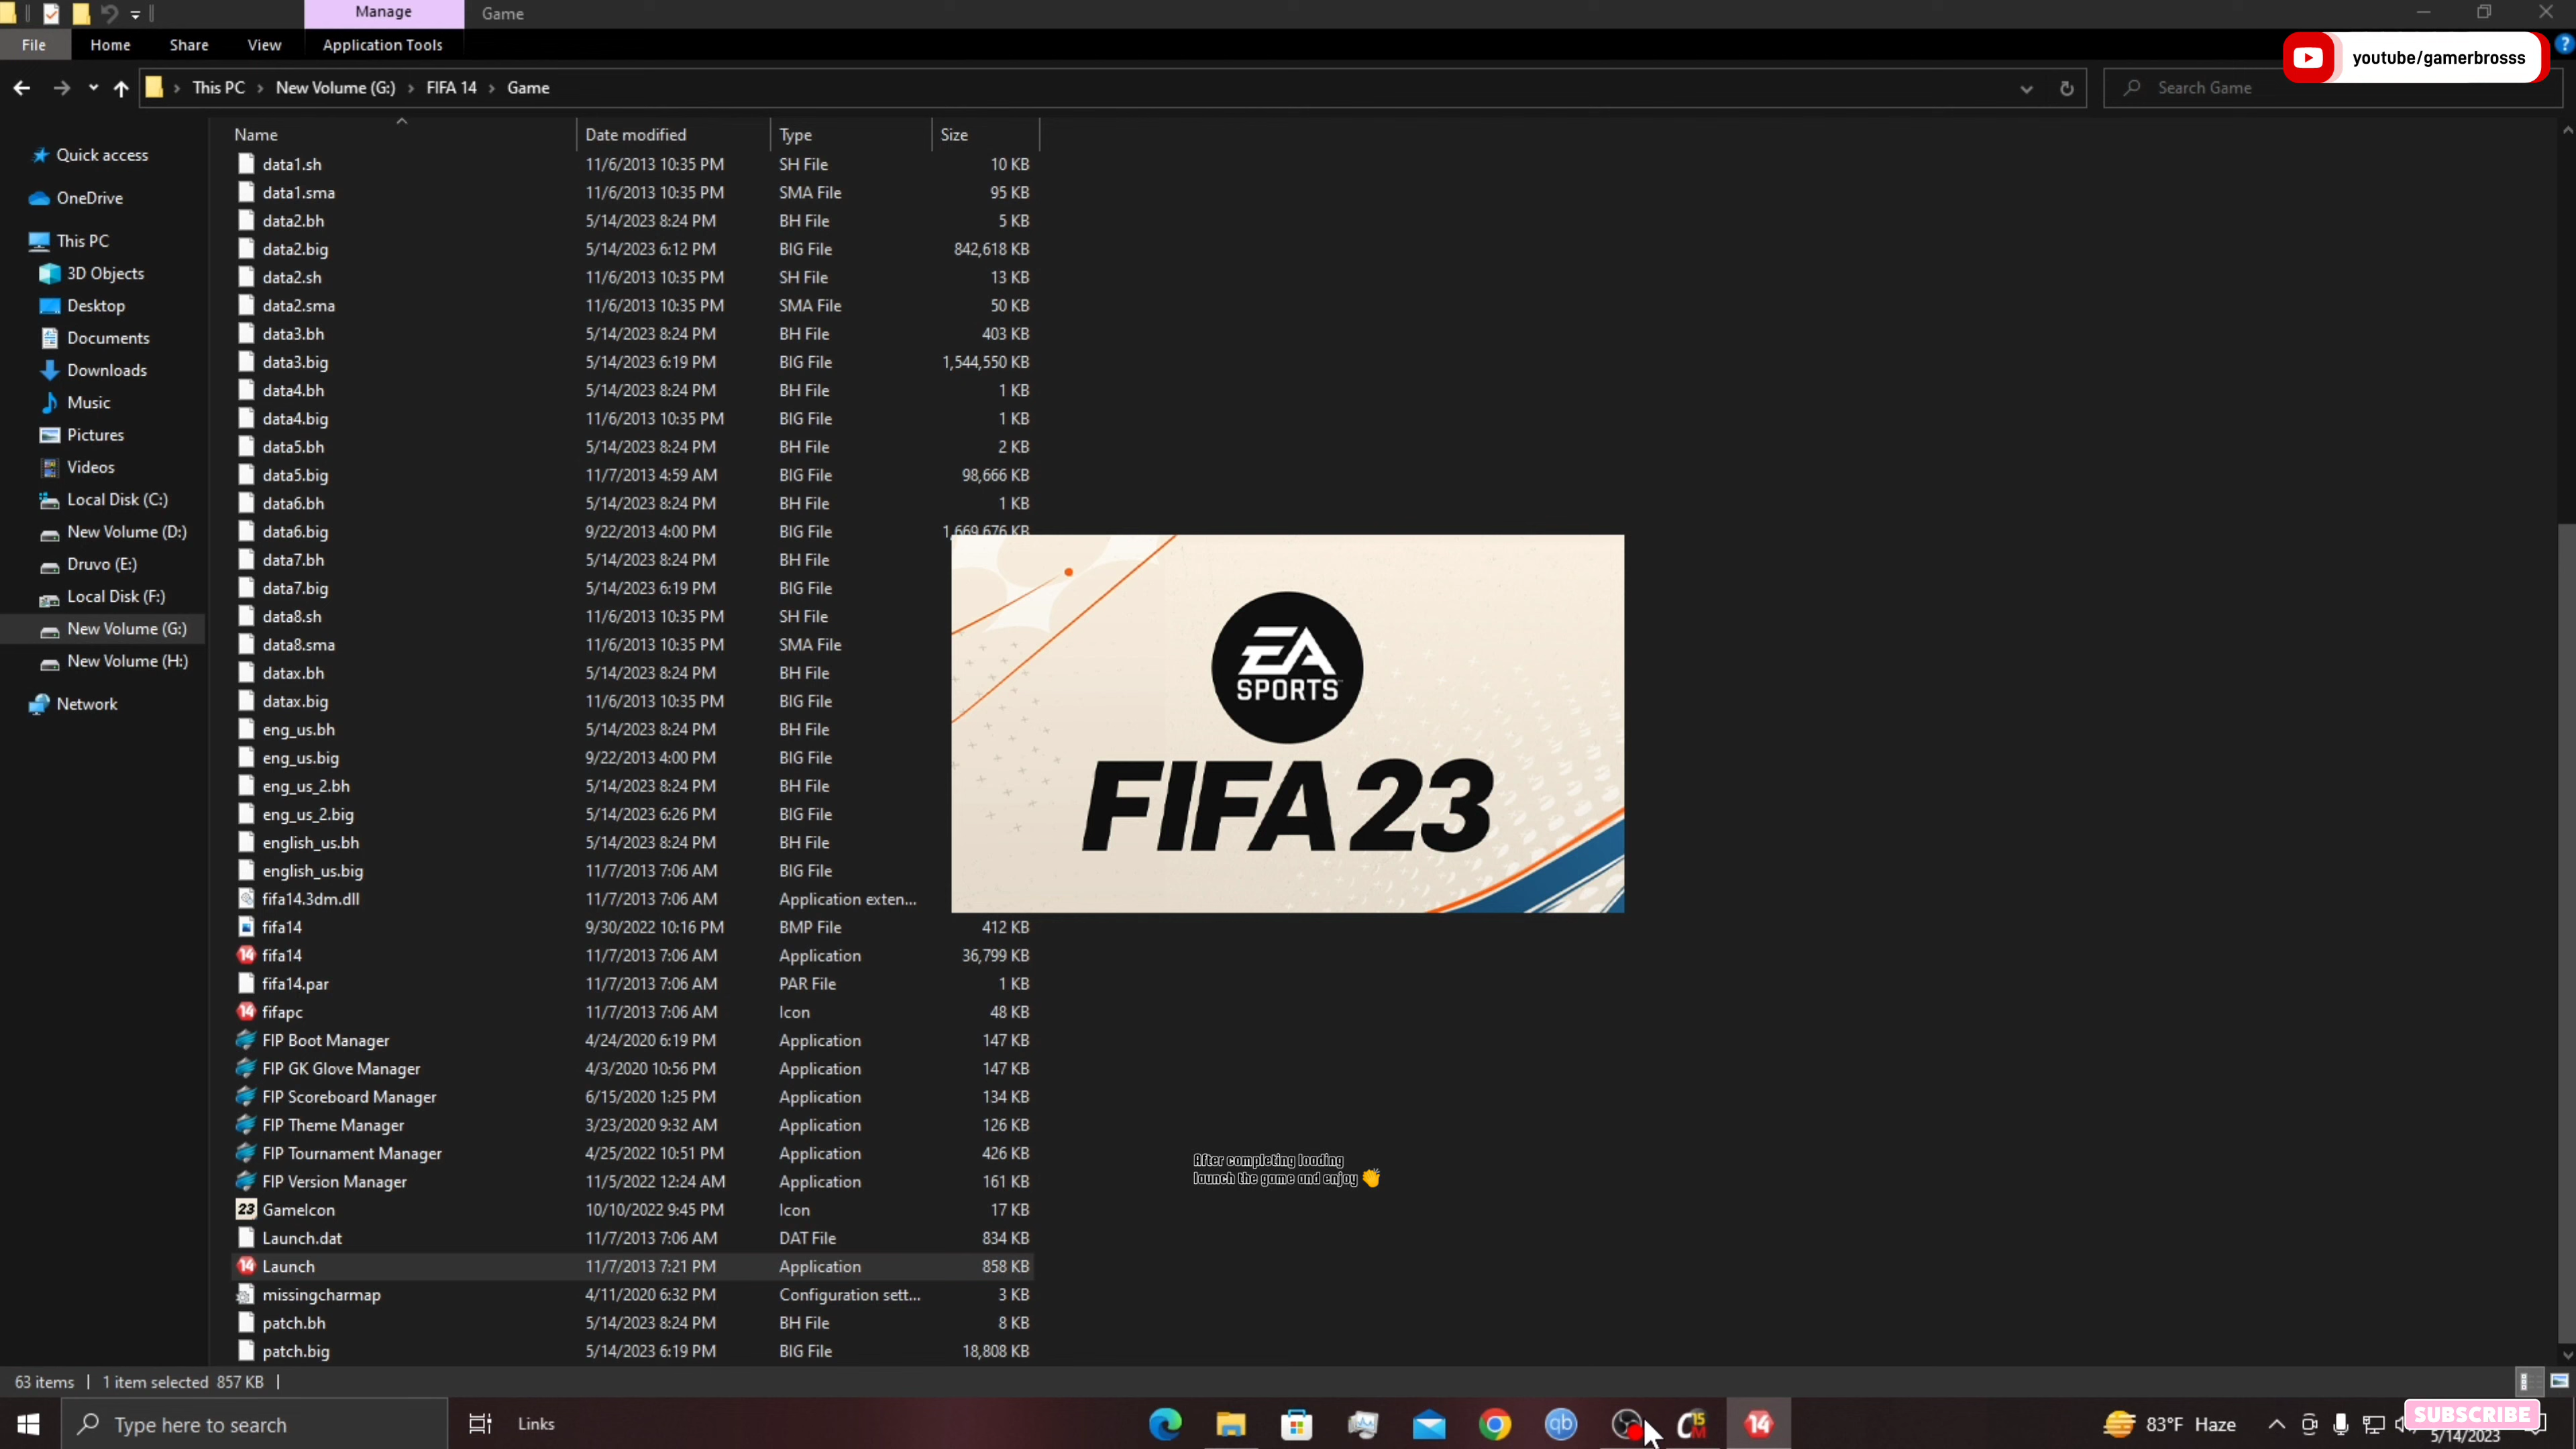 Manage Game
File Home Share View Application Tools
youtube/gamerbrosss
This PC New Volume (G:) FIFA 14 Game
Search Game
Name Date modified Type Size
Quick access
OneDrive
This PC
3D Objects
Desktop
Documents
Downloads
Music
Pictures
Videos
Local Disk (C:)
New Volume (D:)
Druvo (E:)
Local Disk (F:)
New Volume (G:)
New Volume (H:)
Network
data1.sh 11/6/2013 10:35 PM SH File 10 KB
data1.sma 11/6/2013 10:35 PM SMA File 95 KB
data2.bh 5/14/2023 8:24 PM BH File 5 KB
data2.big 5/14/2023 6:12 PM BIG File 842,618 KB
data2.sh 11/6/2013 10:35 PM SH File 13 KB
data2.sma 11/6/2013 10:35 PM SMA File 50 KB
data3.bh 5/14/2023 8:24 PM BH File 403 KB
data3.big 5/14/2023 6:19 PM BIG File 1,544,550 KB
data4.bh 5/14/2023 8:24 PM BH File 1 KB
data4.big 11/6/2013 10:35 PM BIG File 1 KB
data5.bh 5/14/2023 8:24 PM BH File 2 KB
data5.big 11/7/2013 4:59 AM BIG File 98,666 KB
data6.bh 5/14/2023 8:24 PM BH File 1 KB
data6.big 9/22/2013 4:00 PM BIG File 1,669,676 KB
data7.bh 5/14/2023 8:24 PM BH File
data7.big 5/14/2023 6:19 PM BIG File
data8.sh 11/6/2013 10:35 PM SH File
data8.sma 11/6/2013 10:35 PM SMA File
datax.bh 5/14/2023 8:24 PM BH File
datax.big 11/6/2013 10:35 PM BIG File
eng_us.bh 5/14/2023 8:24 PM BH File
eng_us.big 9/22/2013 4:00 PM BIG File
eng_us_2.bh 5/14/2023 8:24 PM BH File
eng_us_2.big 5/14/2023 6:26 PM BIG File
english_us.bh 5/14/2023 8:24 PM BH File
english_us.big 11/7/2013 7:06 AM BIG File
fifa14.3dm.dll 11/7/2013 7:06 AM Application exten...
fifa14 9/30/2022 10:16 PM BMP File 412 KB
fifa14 11/7/2013 7:06 AM Application 36,799 KB
fifa14.par 11/7/2013 7:06 AM PAR File 1 KB
fifapc 11/7/2013 7:06 AM Icon 48 KB
FIP Boot Manager 4/24/2020 6:19 PM Application 147 KB
FIP GK Glove Manager 4/3/2020 10:56 PM Application 147 KB
FIP Scoreboard Manager 6/15/2020 1:25 PM Application 134 KB
FIP Theme Manager 3/23/2020 9:32 AM Application 126 KB
FIP Tournament Manager 4/25/2022 10:51 PM Application 426 KB
FIP Version Manager 11/5/2022 12:24 AM Application 161 KB
23 GameIcon 10/10/2022 9:45 PM Icon 17 KB
Launch.dat 11/7/2013 7:06 AM DAT File 834 KB
14 Launch 11/7/2013 7:21 PM Application 858 KB
missingcharmap 4/11/2020 6:32 PM Configuration sett... 3 KB
patch.bh 5/14/2023 8:24 PM BH File 8 KB
patch.big 5/14/2023 6:19 PM BIG File 18,808 KB
EA
SPORTS
FIFA 23
After completing loading
launch the game and enjoy 👏
63 items 1 item selected 857 KB
Type here to search
Links
qb
C 15 M
14
83°F Haze
SUBSCRIBE
5/14/2023